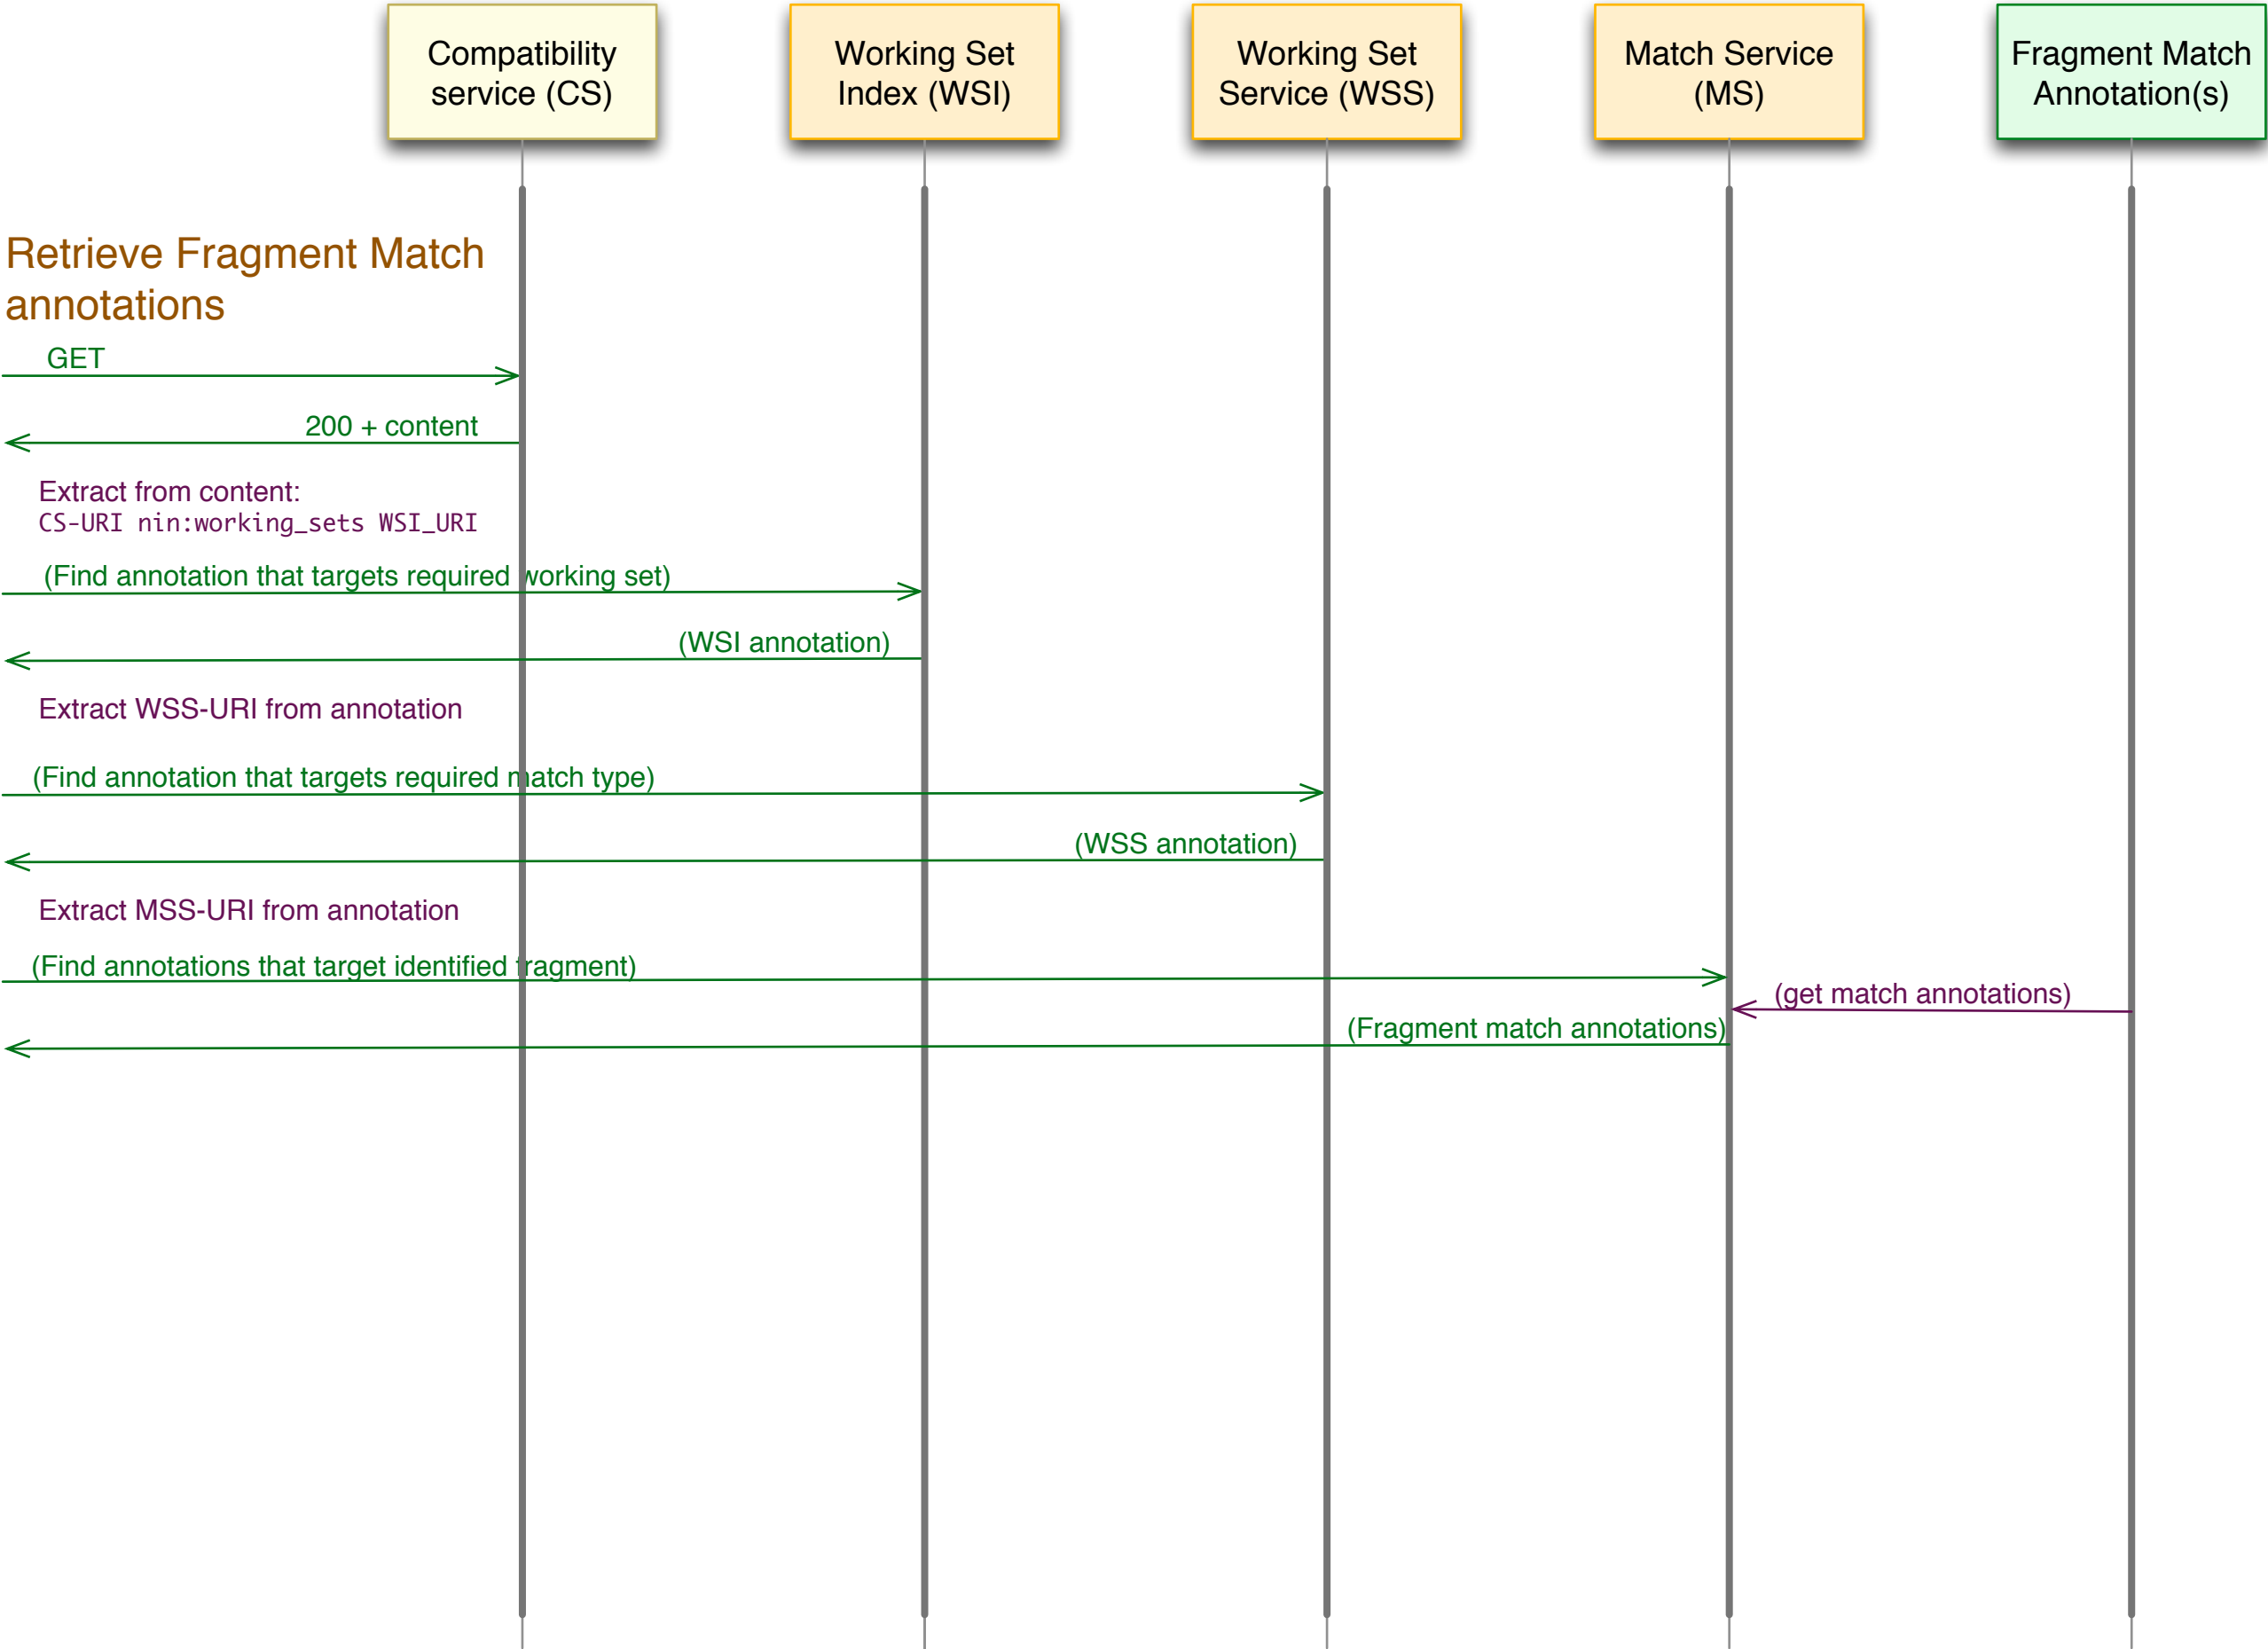 Compatibility
service (CS)
Working Set
Index (WSI)
Working Set
Service (WSS)
Match Service
(MS)
Fragment Match
Annotation(s)
Retrieve Fragment Match
annotations
GET
200 + content
Extract from content:
CS-URI nin:working_sets WSI_URI
(Find annotation that targets required working set)
(WSI annotation)
Extract WSS-URI from annotation
(Find annotation that targets required match type)
(WSS annotation)
Extract MSS-URI from annotation
(Find annotations that target identified fragment)
(get match annotations)
(Fragment match annotations)